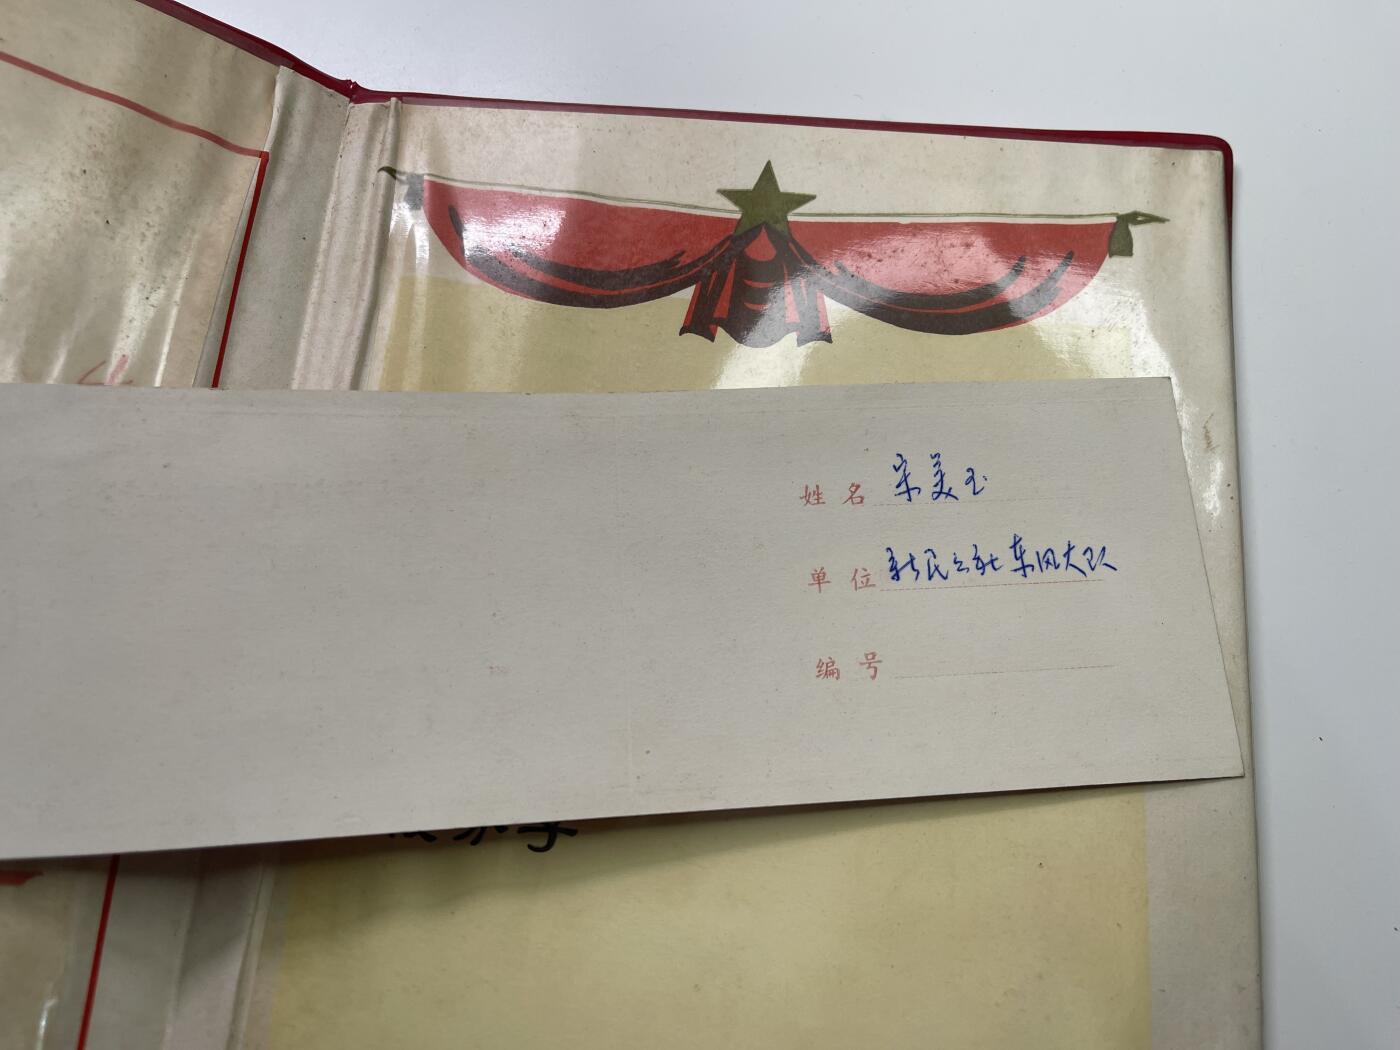 姓名 宋美玉
单位 新民公社东风大队
编号